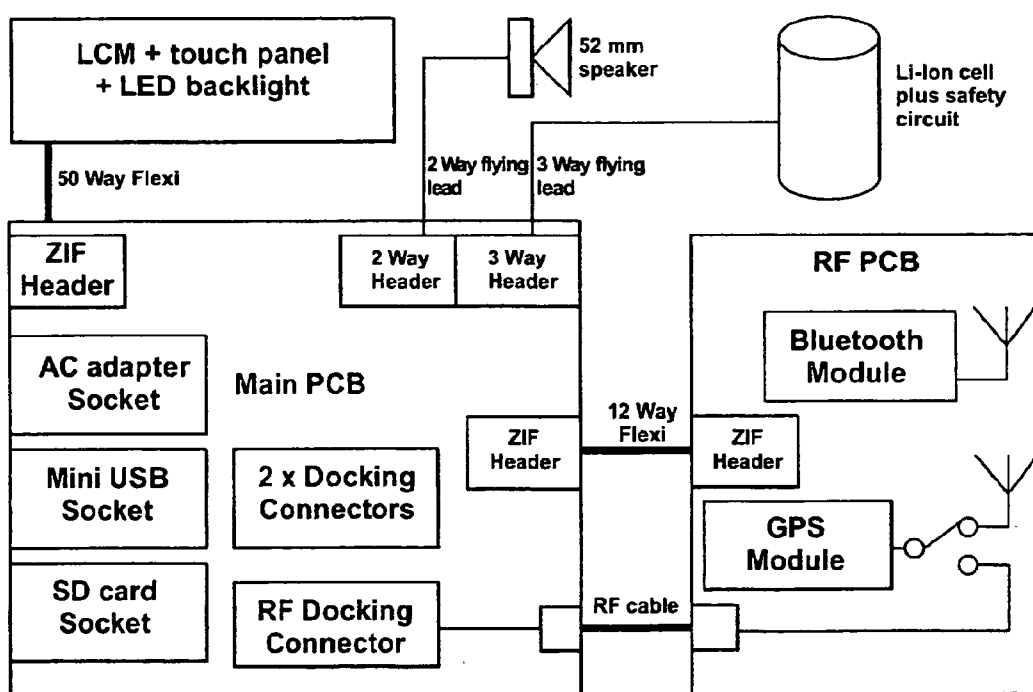 LCM + touch panel
+ LED backlight
52 mm
speaker
Li-Ion cell
plus safety
circuit
50 Way Flexi
2 Way flying
lead
3 Way flying
lead
ZIF
Header
2 Way
Header
3 Way
Header
RF PCB
AC adapter
Socket
Main PCB
Bluetooth
Module
12 Way
Flexi
ZIF
Header
ZIF
Header
Mini USB
Socket
2 x Docking
Connectors
GPS
Module
SD card
Socket
RF Docking
Connector
RF cable